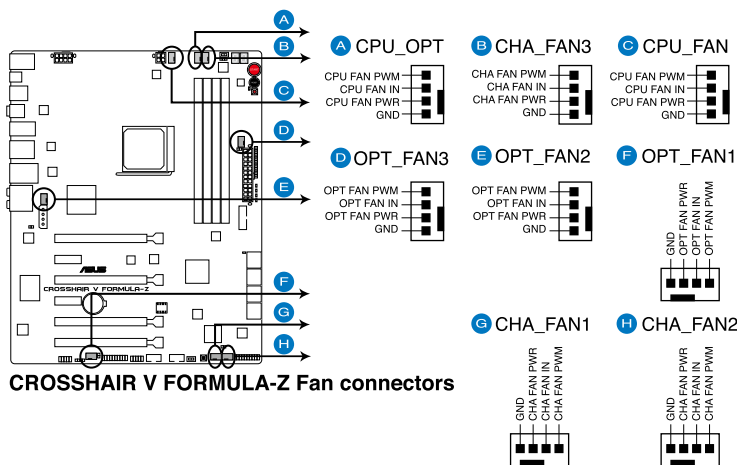 A
B
C
D
E
F
G
H
/SUS
CROSSHAIR V FORMULA-Z
CROSSHAIR V FORMULA-Z Fan connectors
A CPU_OPT
CPU FAN PWM
CPU FAN IN
CPU FAN PWR
GND
B CHA_FAN3
CHA FAN PWM
CHA FAN IN
CHA FAN PWR
GND
C CPU_FAN
CPU FAN PWM
CPU FAN IN
CPU FAN PWR
GND
D OPT_FAN3
OPT FAN PWM
OPT FAN IN
OPT FAN PWR
GND
E OPT_FAN2
OPT FAN PWM
OPT FAN IN
OPT FAN PWR
GND
F OPT_FAN1
GND
OPT FAN PWR
OPT FAN IN
OPT FAN PWM
G CHA_FAN1
GND
CHA FAN PWR
CHA FAN IN
CHA FAN PWM
H CHA_FAN2
GND
CHA FAN PWR
CHA FAN IN
CHA FAN PWM